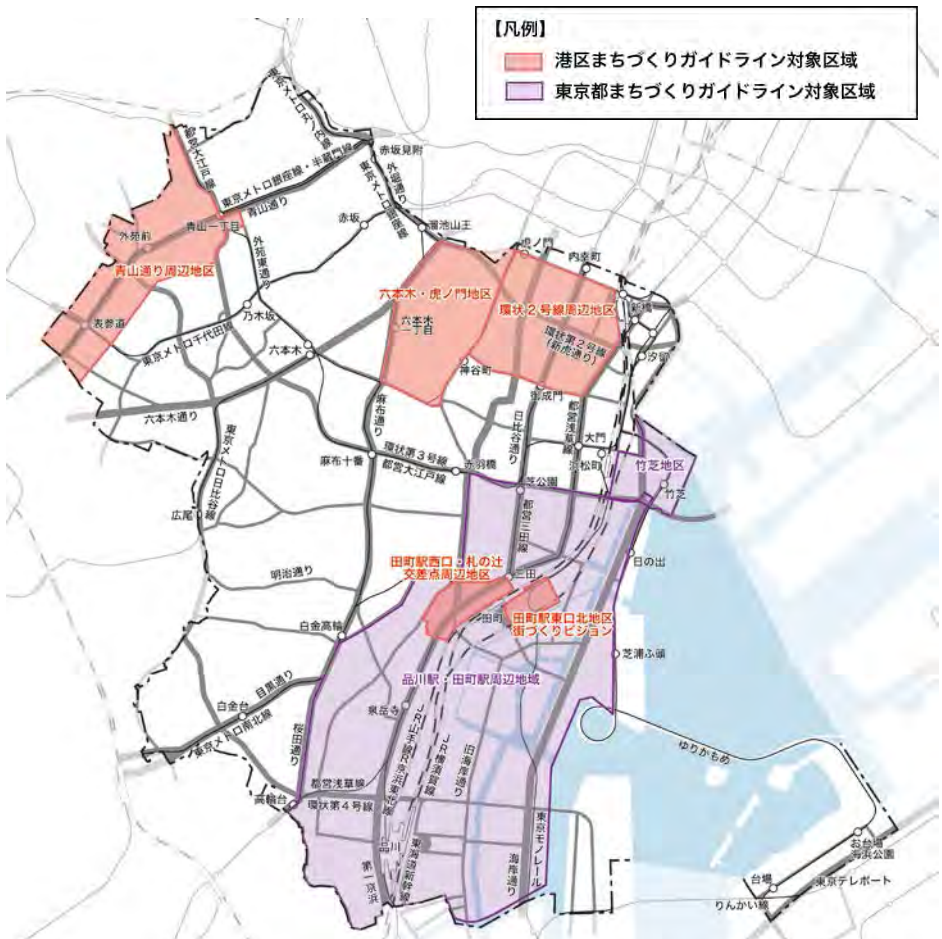 【凡例】
港区まちづくりガイドライン対象区域
東京都まちづくりガイドライン対象区域
東京メトロ丸ノ内線
赤坂見附
都営大江戸線
東京メトロ銀座線・半蔵門線
外堀通り
東京メトロ銀座線
青山通り
赤坂
溜池山王
青山一丁目
外苑前
外苑東通り
虎ノ門
内幸町
青山通り周辺地区
六本木・虎ノ門地区
環状2号線周辺地区
新橋
表参道
乃木坂
六本木
一丁目
環状第2号線
(新虎通り)
東京メトロ千代田線
六本木
神谷町
汐留
御成門
六本木通り
麻布通り
日比谷通り
都営浅草線
大門
浜松町
東京メトロ日比谷線
麻布十番
環状第3号線
都営大江戸線
赤羽橋
竹芝地区
竹芝
芝公園
広尾
都営三田線
日の出
田町駅西口・札の辻
交差点周辺地区
三田
明治通り
田町
田町駅東口北地区
街づくりビジョン
白金高輪
芝浦ふ頭
品川駅・田町駅周辺地域
目黒通り
白金台
東京メトロ南北線
泉岳寺
桜田通り
JR山手線
JR京浜東北線
JR横須賀線
旧海岸通り
ゆりかもめ
都営浅草線
高輪台
環状第4号線
品川
東海道新幹線
東京モノレール
第一京浜
海岸通り
お台場
海浜公園
台場
東京テレポート
りんかい線